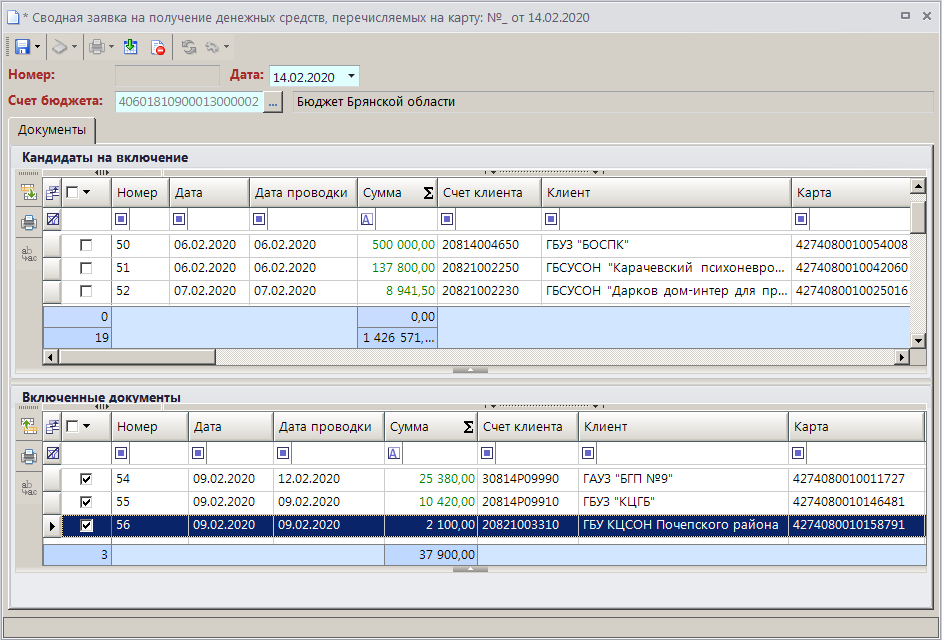 * Сводная заявка на получение денежных средств, перечисляемых на карту: №_ от 14.02.2020
Номер: Дата: 14.02.2020
Счет бюджета: 40601810900013000002 ... Бюджет Брянской области
Документы
Кандидаты на включение
Номер Дата Дата проводки Сумма Σ Счет клиента Клиент Карта
50 06.02.2020 06.02.2020 500 000,00 20814004650 ГБУЗ "БОСПК" 4274080010054008
51 06.02.2020 06.02.2020 137 800,00 20821002250 ГБСУСОН "Карачевский психоневро... 4274080010042060
52 07.02.2020 07.02.2020 8 941,50 20821002230 ГБСУСОН "Дарков дом-интер для пр... 4274080010025016
0 0,00
19 1 426 571,...
Включенные документы
Номер Дата Дата проводки Сумма Σ Счет клиента Клиент Карта
54 09.02.2020 12.02.2020 25 380,00 30814Р09990 ГАУЗ "БГП №9" 4274080010011727
55 09.02.2020 09.02.2020 10 420,00 20814Р09910 ГБУЗ "КЦГБ" 4274080010146481
56 09.02.2020 09.02.2020 2 100,00 20821003310 ГБУ КЦСОН Почепского района 4274080010158791
3 37 900,00